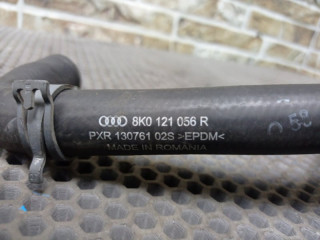 8K0 121 056 R
PXR 130761 02S >EPDM<
MADE IN ROMANIA